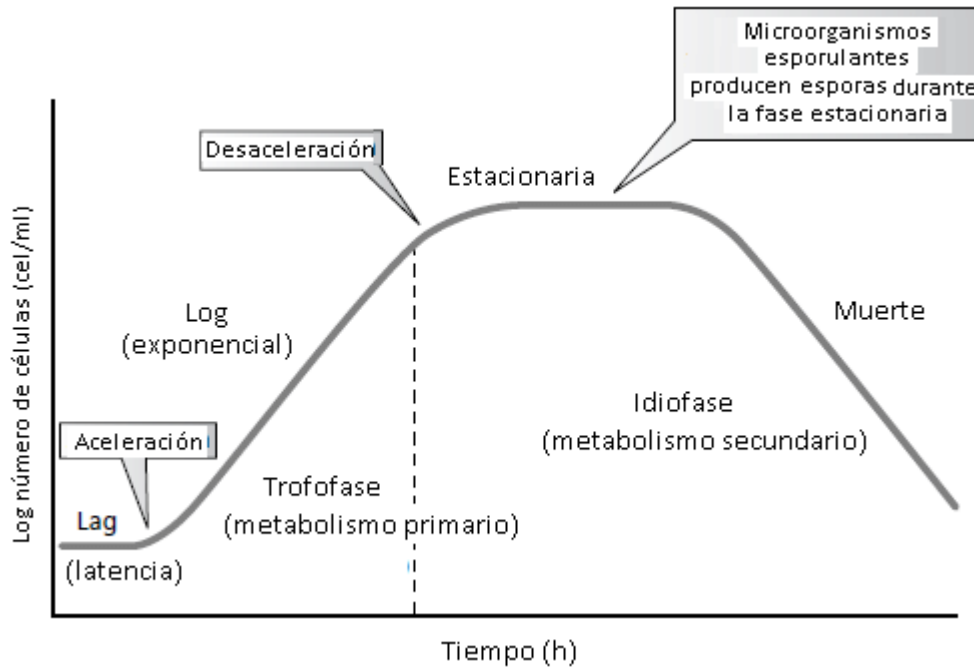 Microorganismos
esporulantes
producen esporas durante
la fase estacionaria
Desaceleración
Estacionaria
Log número de células (cel/ml)
Log
(exponencial)
Muerte
Idiofase
(metabolismo secundario)
Aceleración
Trofofase
(metabolismo primario)
Lag
(latencia)
Tiempo (h)